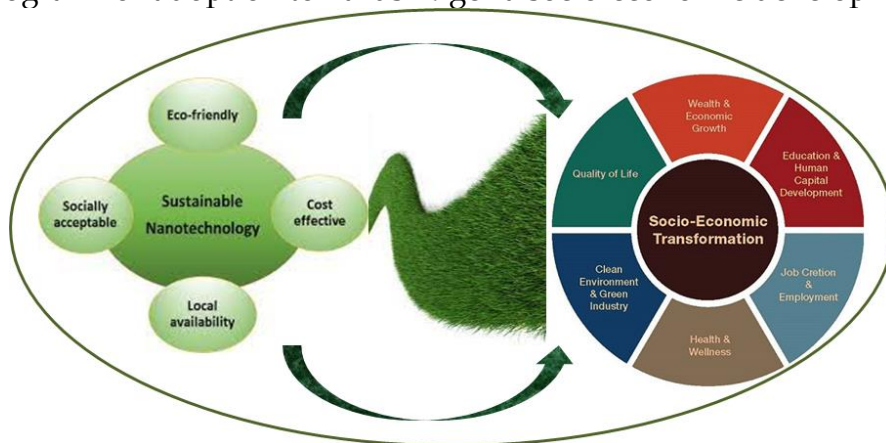 Eco-friendly
Socially
acceptable
Sustainable
Nanotechnology
Cost
effective
Local
availability
Wealth &
Economic
Growth
Education &
Human
Capital
Development
Quality of Life
Socio-Economic
Transformation
Clean
Environment
& Green
Industry
Job Cretion
&
Employment
Health &
Wellness